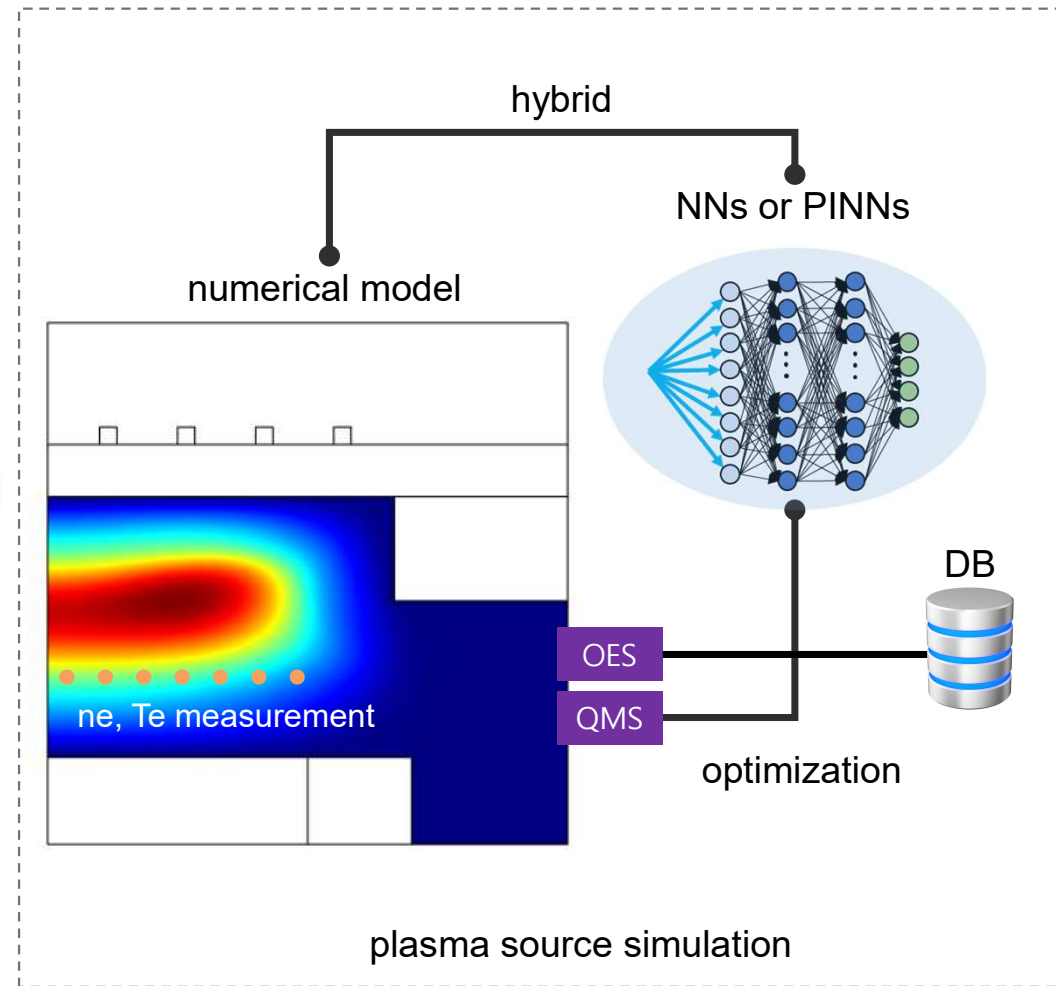 hybrid
NNs or PINNs
numerical model
DB
OES
ne, Te measurement
QMS
optimization
plasma source simulation